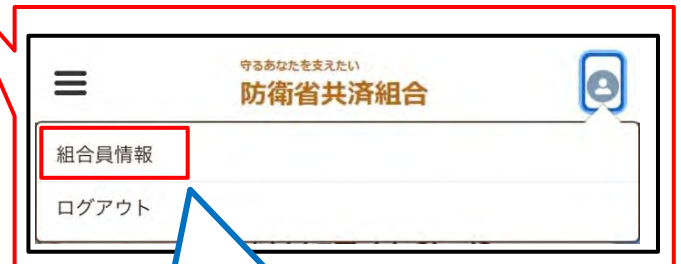 守るあなたを支えたい
防衛省共済組合
組合員情報
ログアウト